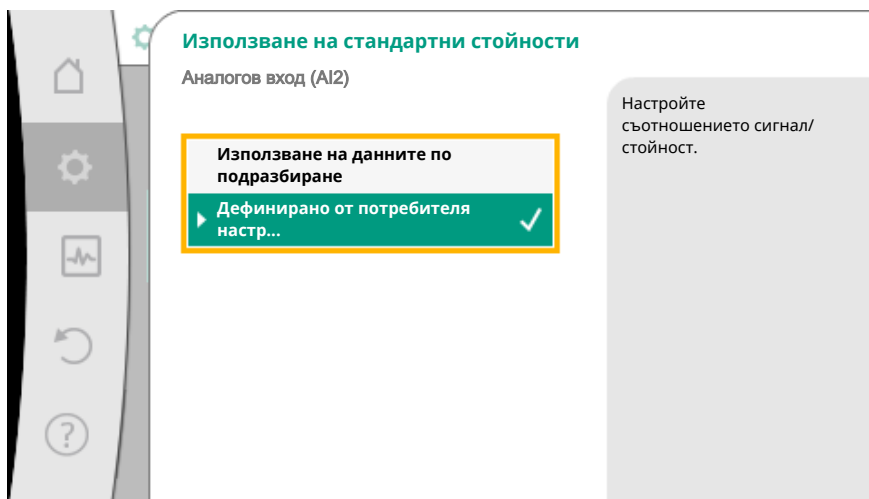 Използване на стандартни стойности
Аналогов вход (AI2)
Използване на данните по
подразбиране
Дефинирано от потребителя
настр...
Настройте
съотношението сигнал/
стойност.
?